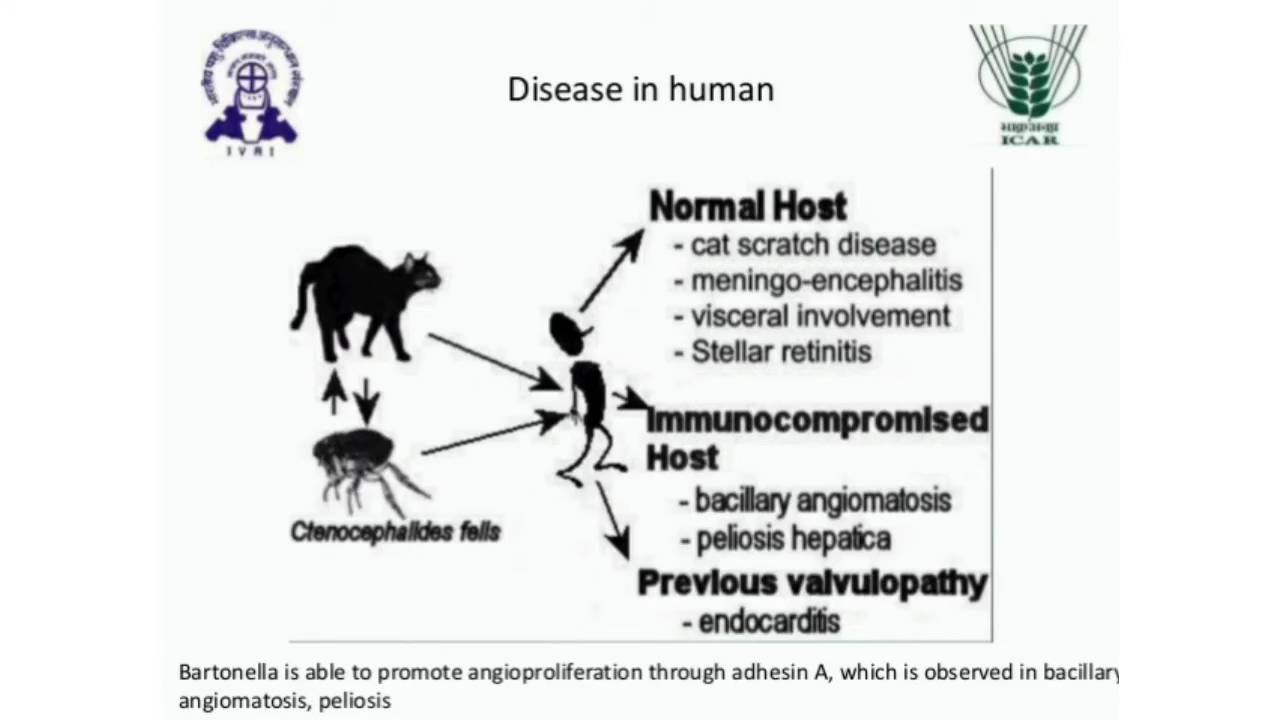 Disease in human
IVRI
ICAR
Normal Host
- cat scratch disease
- meningo-encephalitis
- visceral involvement
- Stellar retinitis
Immunocompromised
Host
- bacillary angiomatosis
- peliosis hepatica
Previous valvulopathy
- endocarditis
Ctenocephalides felis
Bartonella is able to promote angioproliferation through adhesin A, which is observed in bacillary
angiomatosis, peliosis